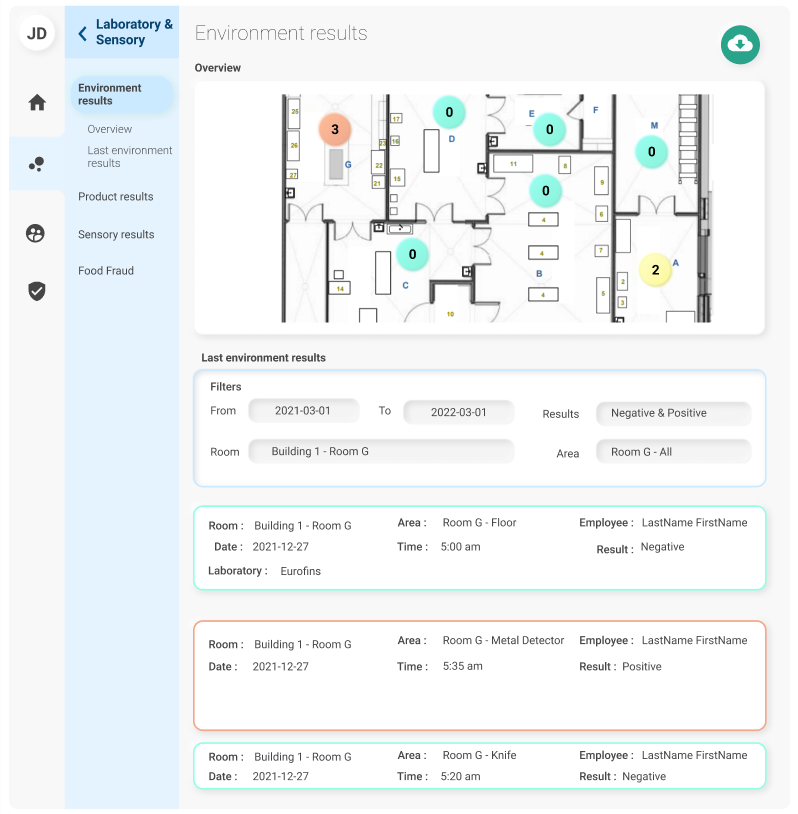 JD
Laboratory &
Sensory
Environment
results
Overview
Last environment
results
Product results
Sensory results
Food Fraud
Environment results
Overview
25
26
27
3
G
23
22
21
17
16
15
0
D
E
0
F
M
0
11
8
9
6
7
5
0
4
4
4
B
0
C
14
10
2
A
2
3
Last environment results
Filters
From 2021-03-01 To 2022-03-01 Results Negative & Positive
Room Building 1 - Room G Area Room G - All
Room : Building 1 - Room G Area : Room G - Floor Employee : LastName FirstName
Date : 2021-12-27 Time : 5:00 am Result : Negative
Laboratory : Eurofins
Room : Building 1 - Room G Area : Room G - Metal Detector Employee : LastName FirstName
Date : 2021-12-27 Time : 5:35 am Result : Positive
Room : Building 1 - Room G Area : Room G - Knife Employee : LastName FirstName
Date : 2021-12-27 Time : 5:20 am Result : Negative